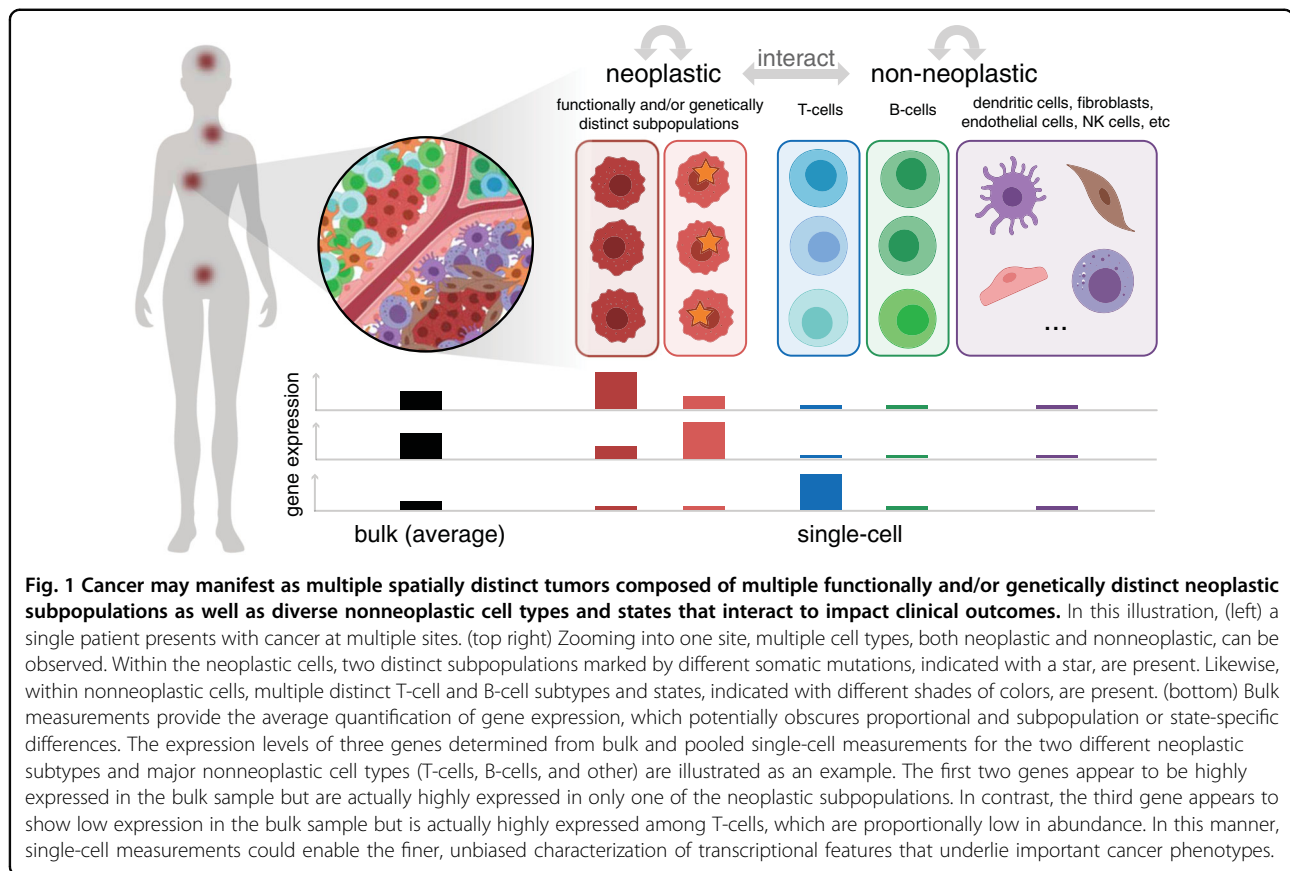 neoplastic
interact
non-neoplastic
functionally and/or genetically
distinct subpopulations
T-cells
B-cells
dendritic cells, fibroblasts,
endothelial cells, NK cells, etc
...
gene expression
bulk (average)
single-cell
Fig. 1 Cancer may manifest as multiple spatially distinct tumors composed of multiple functionally and/or genetically distinct neoplastic
subpopulations as well as diverse nonneoplastic cell types and states that interact to impact clinical outcomes. In this illustration, (left) a
single patient presents with cancer at multiple sites. (top right) Zooming into one site, multiple cell types, both neoplastic and nonneoplastic, can be
observed. Within the neoplastic cells, two distinct subpopulations marked by different somatic mutations, indicated with a star, are present. Likewise,
within nonneoplastic cells, multiple distinct T-cell and B-cell subtypes and states, indicated with different shades of colors, are present. (bottom) Bulk
measurements provide the average quantification of gene expression, which potentially obscures proportional and subpopulation or state-specific
differences. The expression levels of three genes determined from bulk and pooled single-cell measurements for the two different neoplastic
subtypes and major nonneoplastic cell types (T-cells, B-cells, and other) are illustrated as an example. The first two genes appear to be highly
expressed in the bulk sample but are actually highly expressed in only one of the neoplastic subpopulations. In contrast, the third gene appears to
show low expression in the bulk sample but is actually highly expressed among T-cells, which are proportionally low in abundance. In this manner,
single-cell measurements could enable the finer, unbiased characterization of transcriptional features that underlie important cancer phenotypes.